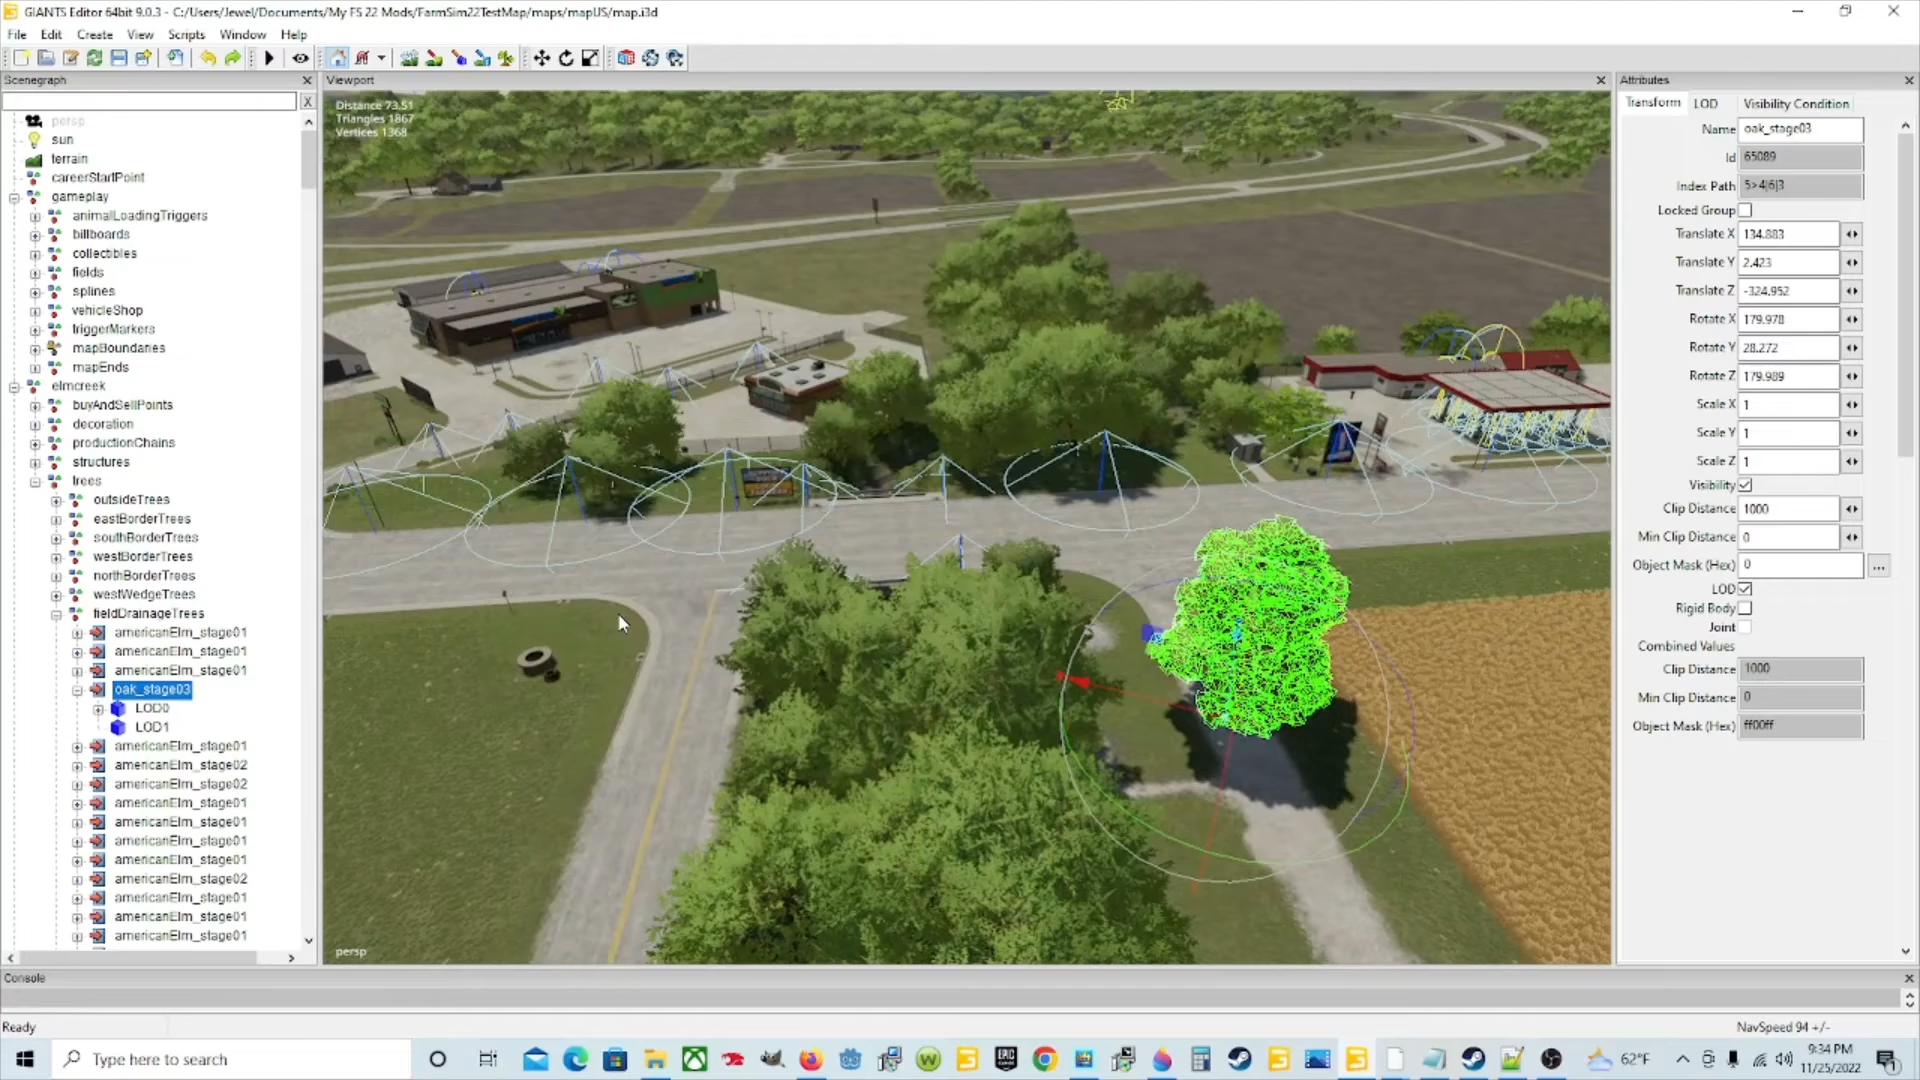 GIANTS Editor 64bit 9.0.3 - C:/Users/Jewel/Documents/My FS 22 Mods/FarmSim22TestMap/maps/mapUS/map.i3d
File Edit Create View Scripts Window Help
Scenegraph
X
persp
sun
terrain
careerStartPoint
gameplay
animalLoadingTriggers
billboards
collectibles
fields
splines
vehicleShop
triggerMarkers
mapBoundaries
mapEnds
elmcreek
buyAndSellPoints
decoration
productionChains
structures
trees
outsideTrees
eastBorderTrees
southBorderTrees
westBorderTrees
northBorderTrees
westWedgeTrees
fieldDrainageTrees
americanElm_stage01
americanElm_stage01
americanElm_stage01
oak_stage03
LOD0
LOD1
americanElm_stage01
americanElm_stage02
americanElm_stage02
americanElm_stage01
americanElm_stage01
americanElm_stage01
americanElm_stage01
americanElm_stage02
americanElm_stage01
americanElm_stage01
americanElm_stage01
Viewport
Distance 73.51
Triangles 1867
Vertices 1368
persp
Attributes
Transform LOD Visibility Condition
Name oak_stage03
Id 65089
Index Path 5>4|6|3
Locked Group
Translate X 134.883
Translate Y 2.423
Translate Z -324.952
Rotate X 179.978
Rotate Y 28.272
Rotate Z 179.989
Scale X 1
Scale Y 1
Scale Z 1
Visibility
Clip Distance 1000
Min Clip Distance 0
Object Mask (Hex) 0 ...
LOD
Rigid Body
Joint
Combined Values
Clip Distance 1000
Min Clip Distance 0
Object Mask (Hex) ff00ff
Console
Ready
NavSpeed 94 +/-
Type here to search
62°F
9:34 PM
11/25/2022